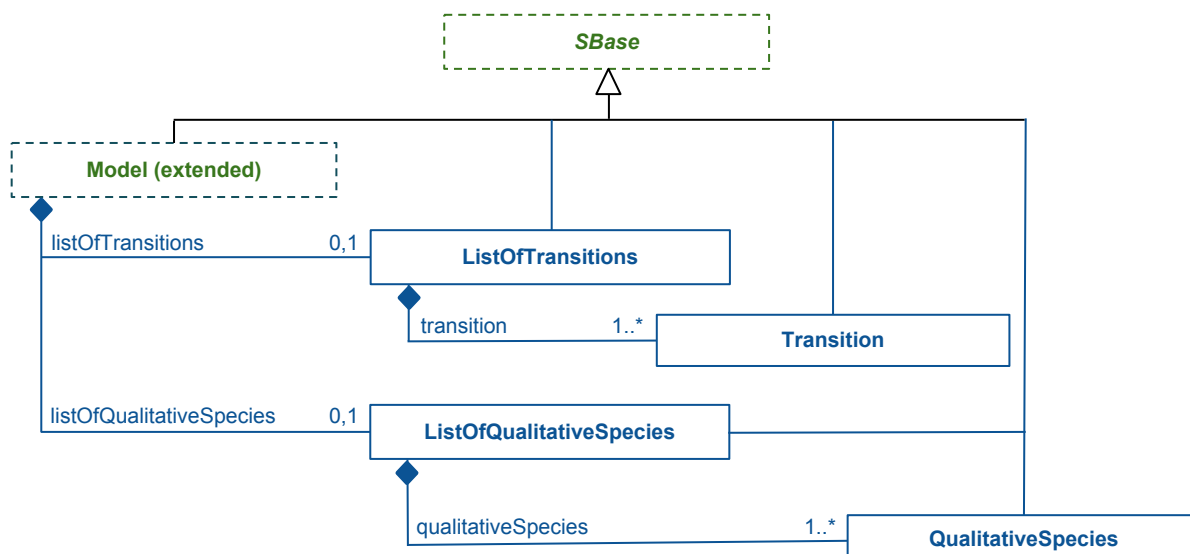 SBase
Model (extended)
listOfTransitions 0,1
ListOfTransitions
transition 1..*
Transition
listOfQualitativeSpecies 0,1
ListOfQualitativeSpecies
qualitativeSpecies 1..*
QualitativeSpecies